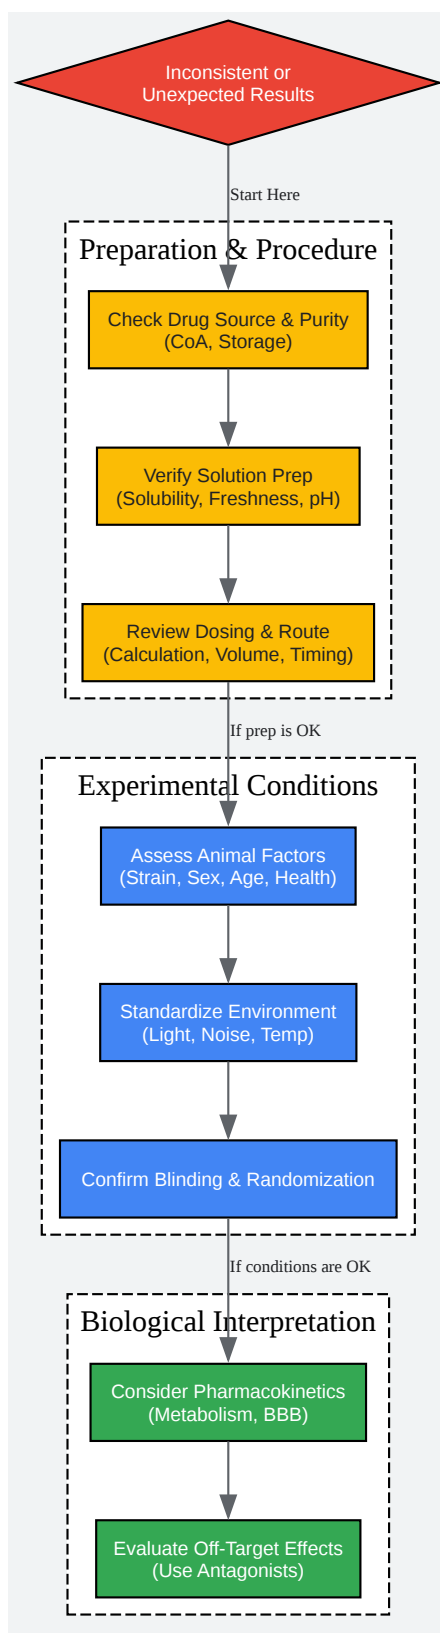 Inconsistent or
Unexpected Results
Start Here
Preparation & Procedure
Check Drug Source & Purity
(CoA, Storage)
Verify Solution Prep
(Solubility, Freshness, pH)
Review Dosing & Route
(Calculation, Volume, Timing)
If prep is OK
Experimental Conditions
Assess Animal Factors
(Strain, Sex, Age, Health)
Standardize Environment
(Light, Noise, Temp)
Confirm Blinding & Randomization
If conditions are OK
Biological Interpretation
Consider Pharmacokinetics
(Metabolism, BBB)
Evaluate Off-Target Effects
(Use Antagonists)